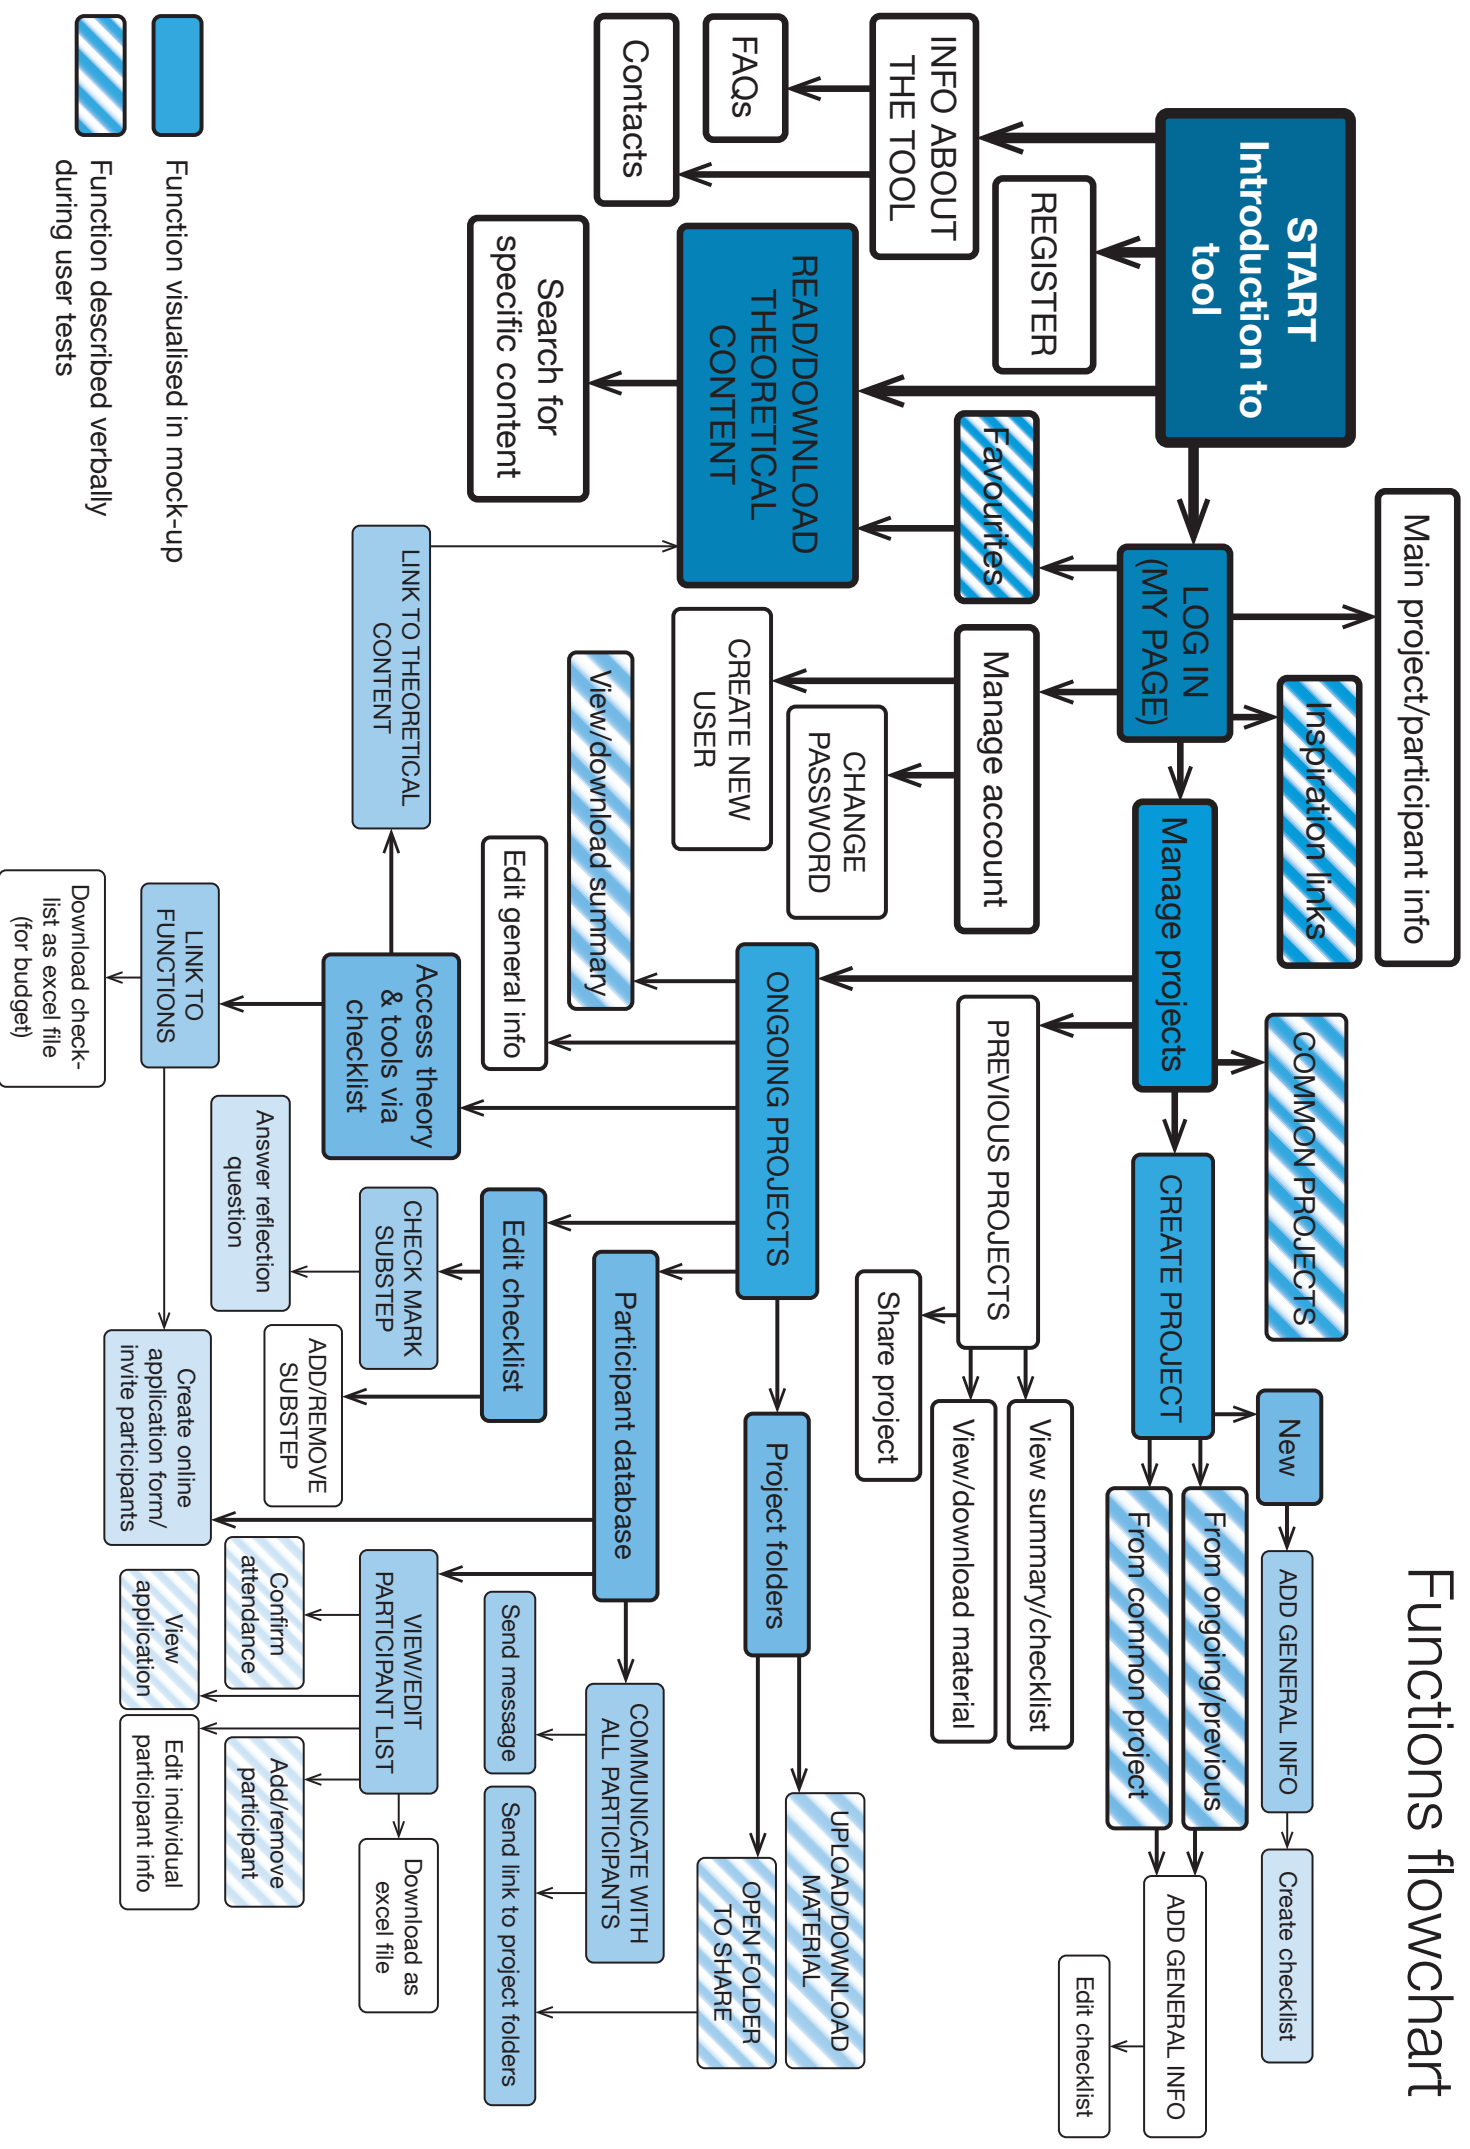 Functions flowchart
START
Introduction to
tool
INFO ABOUT
THE TOOL
FAQs
Contacts
REGISTER
READ/DOWNLOAD
THEORETICAL
CONTENT
Search for
specific content
Main project/participant info
LOG IN
(MY PAGE)
Inspiration links
Favourites
Manage account
CREATE NEW
USER
CHANGE
PASSWORD
Manage projects
COMMON PROJECTS
CREATE PROJECT
New
ADD GENERAL INFO
Create checklist
From ongoing/previous
From common project
ADD GENERAL INFO
Edit checklist
PREVIOUS PROJECTS
View summary/checklist
View/download material
Share project
ONGOING PROJECTS
View/download summary
Edit general info
Access theory
& tools via
checklist
LINK TO THEORETICAL
CONTENT
LINK TO
FUNCTIONS
Download check-
list as excel file
(for budget)
Edit checklist
CHECK MARK
SUBSTEP
Answer reflection
question
ADD/REMOVE
SUBSTEP
Project folders
UPLOAD/DOWNLOAD
MATERIAL
OPEN FOLDER
TO SHARE
Participant database
COMMUNICATE WITH
ALL PARTICIPANTS
Send message
Send link to project folders
VIEW/EDIT
PARTICIPANT LIST
Download as
excel file
Confirm
attendance
View
application
Add/remove
participant
Edit individual
participant info
Create online
application form/
invite participants
Function visualised in mock-up
Function described verbally
during user tests